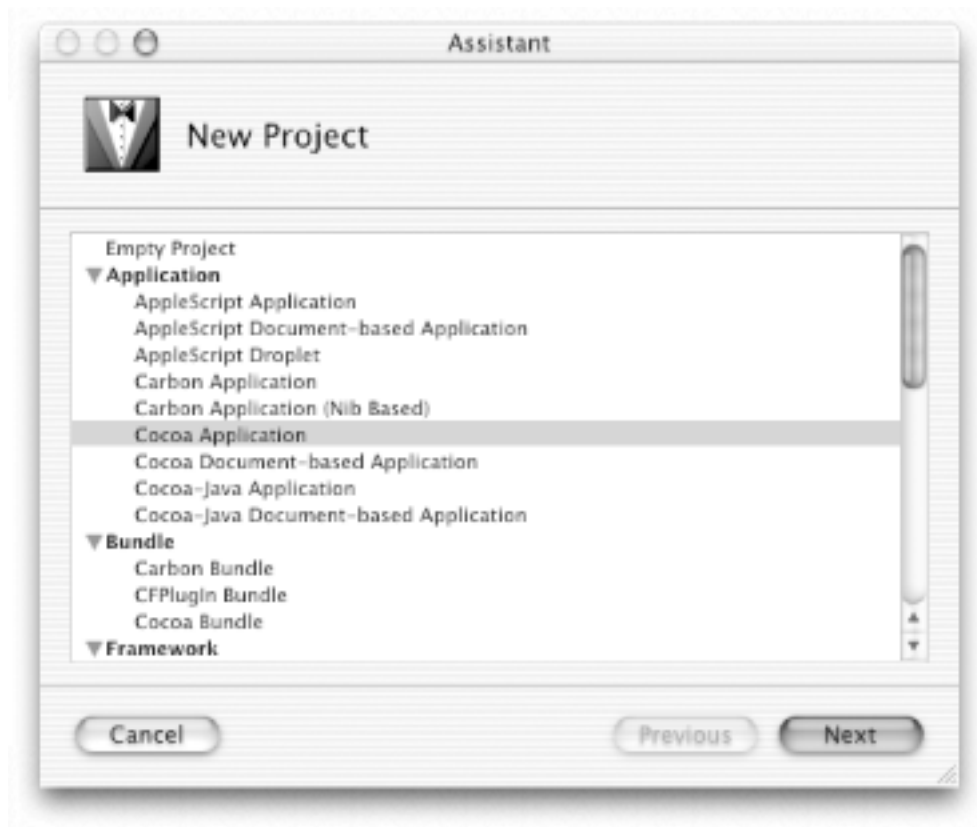 Assistant
New Project
Empty Project
Application
AppleScript Application
AppleScript Document-based Application
AppleScript Droplet
Carbon Application
Carbon Application (Nib Based)
Cocoa Application
Cocoa Document-based Application
Cocoa-Java Application
Cocoa-Java Document-based Application
Bundle
Carbon Bundle
CFPlugIn Bundle
Cocoa Bundle
Framework
Cancel Previous Next